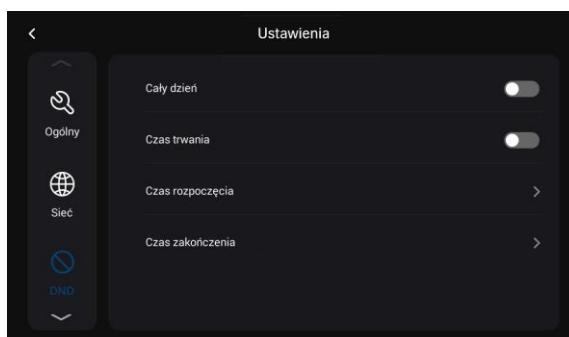 Ustawienia
Ogólny
Sieć
DND
Cały dzień
Czas trwania
Czas rozpoczęcia
Czas zakończenia